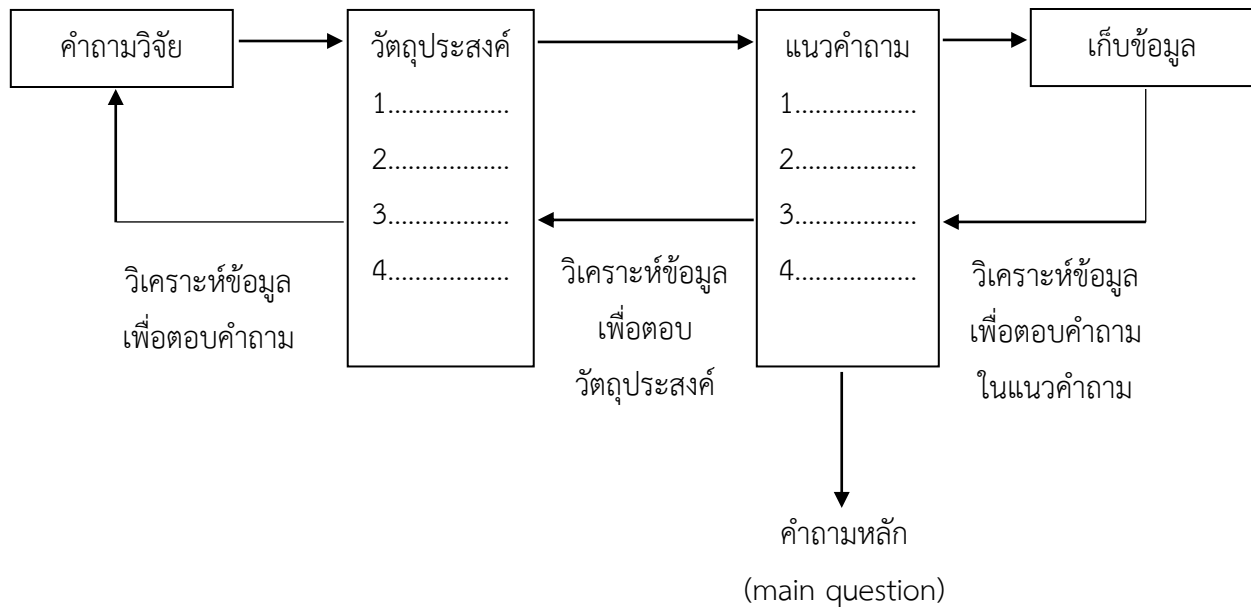 คำถามวิจัย
วัตถุประสงค์
1..................
2..................
3..................
4..................
แนวคำถาม
1..................
2..................
3..................
4..................
เก็บข้อมูล
วิเคราะห์ข้อมูล
เพื่อตอบคำถาม
วิเคราะห์ข้อมูล
เพื่อตอบ
วัตถุประสงค์
วิเคราะห์ข้อมูล
เพื่อตอบคำถาม
ในแนวคำถาม
คำถามหลัก
(main question)